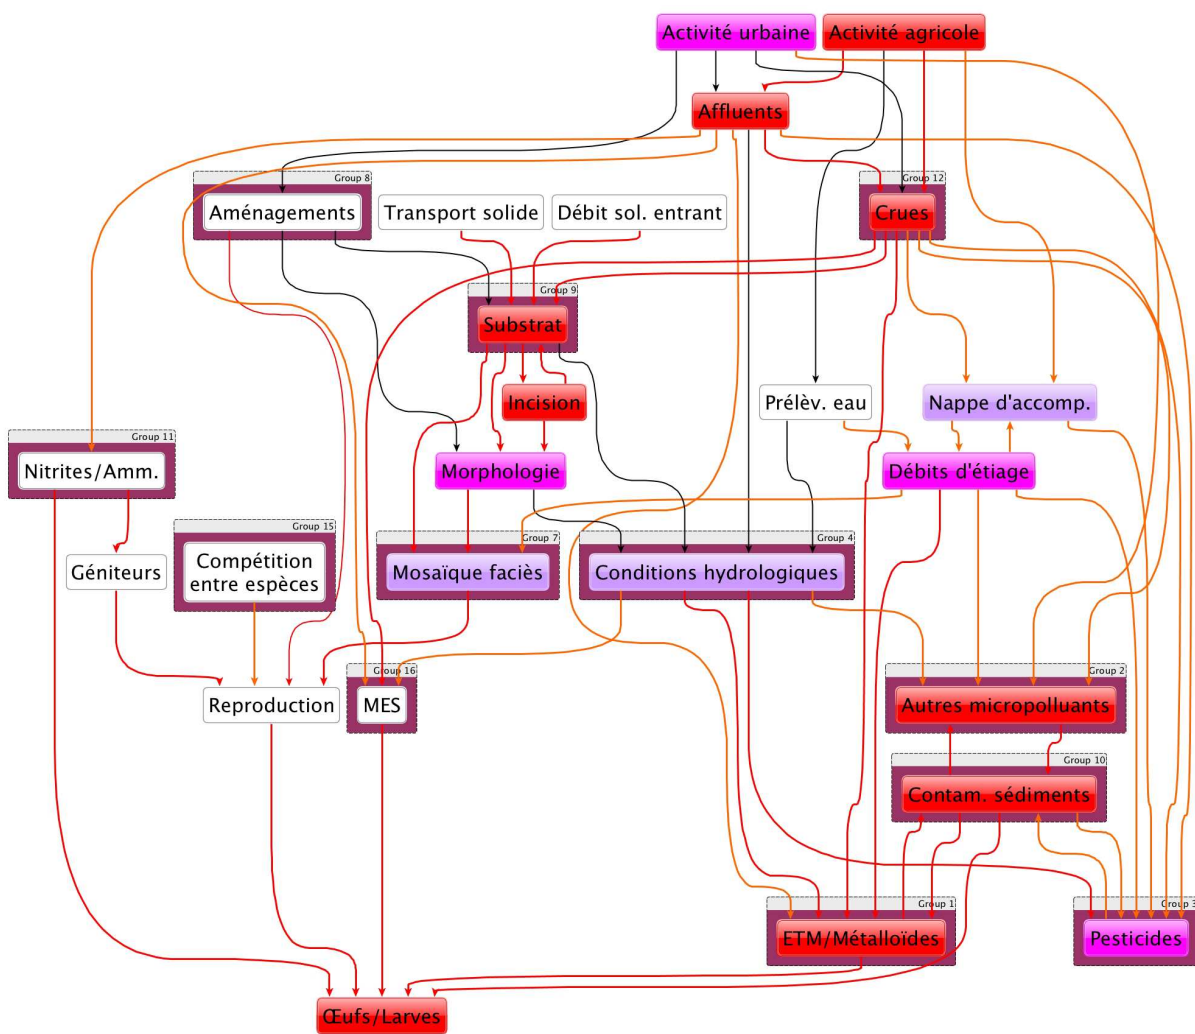 Activité urbaine
Activité agricole
Affluents
Group 8
Aménagements
Transport solide
Débit sol. entrant
Group 12
Crues
Group 9
Substrat
Incision
Prélèv. eau
Nappe d'accomp.
Group 11
Nitrites/Amm.
Morphologie
Débits d'étiage
Group 15
Compétition
entre espèces
Géniteurs
Group 7
Mosaïque faciès
Group 4
Conditions hydrologiques
Reproduction
Group 16
MES
Group 2
Autres micropolluants
Group 10
Contam. sédiments
Group 1
ETM/Métalloïdes
Group 3
Pesticides
Œufs/Larves